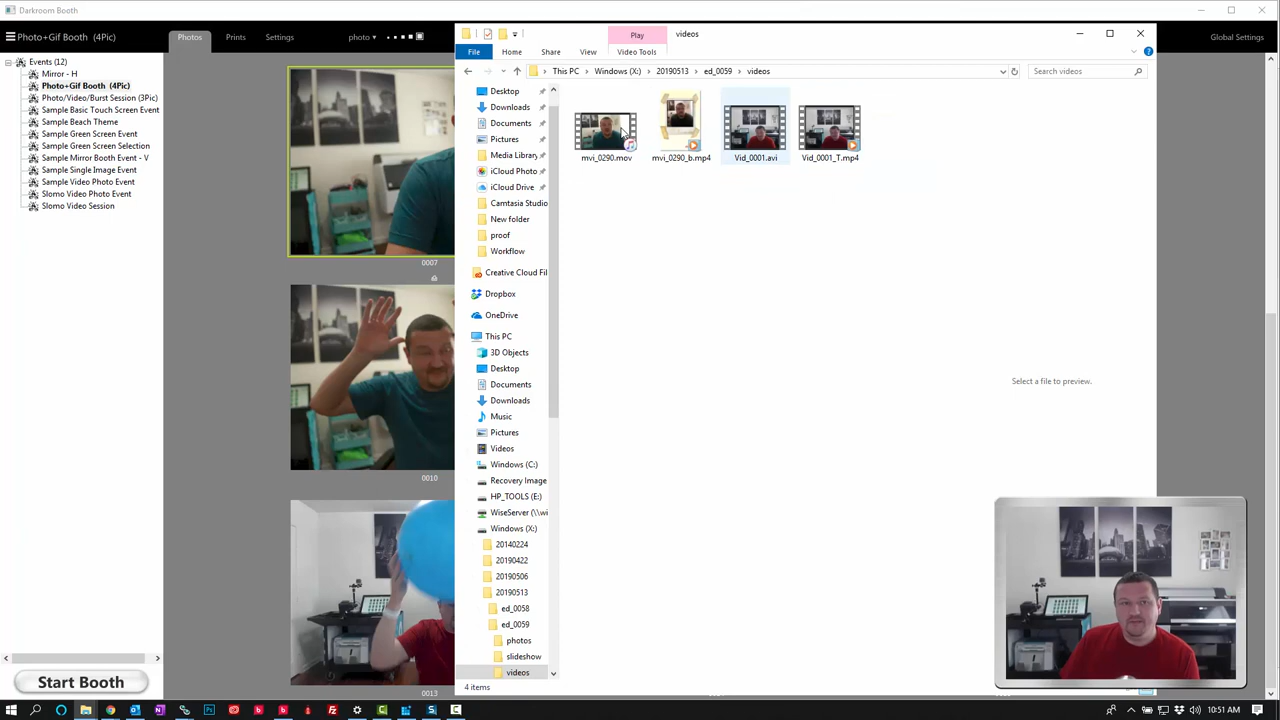 Darkroom Booth
Photo+Gif Booth (4Pic)
Photos
Prints
Settings
photo
Global Settings
Events (12)
Mirror - H
Photo+Gif Booth (4Pic)
Photo/Video/Burst Session (3Pic)
Sample Basic Touch Screen Event
Sample Beach Theme
Sample Green Screen Event
Sample Green Screen Selection
Sample Mirror Booth Event - V
Sample Single Image Event
Sample Video Photo Event
Slomo Video Photo Event
Slomo Video Session
Start Booth
0007
0010
0013
Play
videos
File
Home
Share
View
Video Tools
This PC > Windows (X:) > 20190513 > ed_0059 > videos
Search videos
Desktop
Downloads
Documents
Pictures
Media Library
iCloud Photo
iCloud Drive
Camtasia Studio
New folder
proof
Workflow
Creative Cloud Fil
Dropbox
OneDrive
This PC
3D Objects
Desktop
Documents
Downloads
Music
Pictures
Videos
Windows (C:)
Recovery Image
HP_TOOLS (E:)
WiseServer (\\wi
Windows (X:)
20140224
20190422
20190506
20190513
ed_0058
ed_0059
photos
slideshow
videos
mvi_0290.mov
mvi_0290_b.mp4
Vid_0001.avi
Vid_0001_T.mp4
Select a file to preview.
4 items
10:51 AM